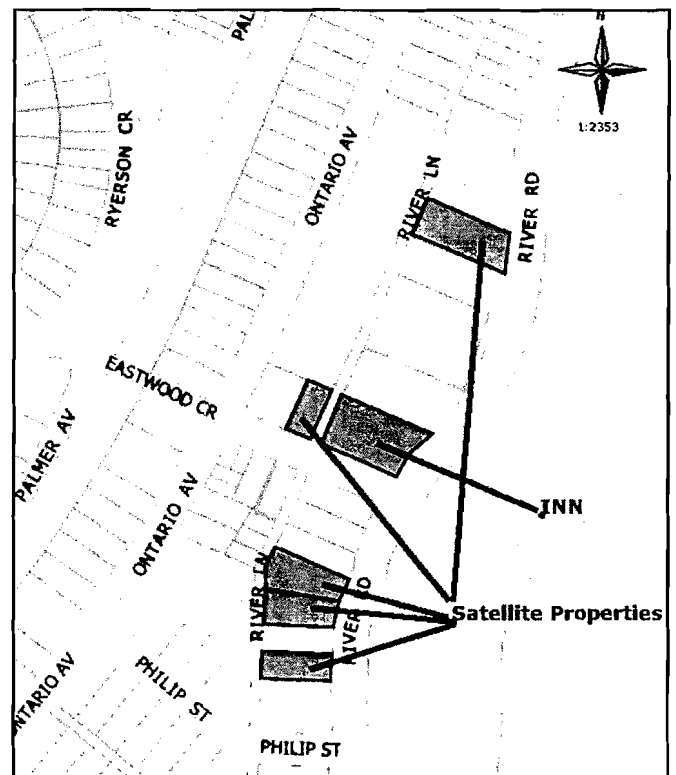 PAL
N
1:2353
RYERSON CR
ONTARIO AV
RIVER LN
RIVER RD
EASTWOOD CR
PALMER AV
ONTARIO AV
INN
RIVER LN
RIVER RD
Satellite Properties
ONTARIO AV
PHILIP ST
PHILIP ST